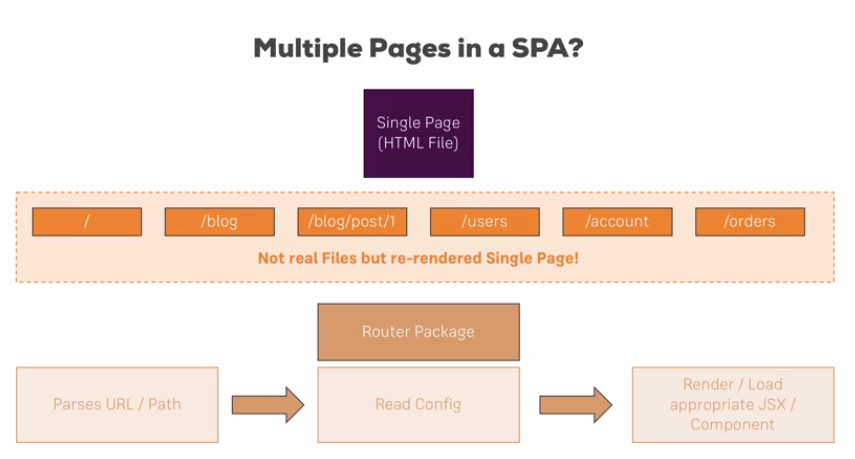 Multiple Pages in a SPA?
Single Page
(HTML File)
/
/blog
/blog/post/1
/users
/account
/orders
Not real Files but re-rendered Single Page!
Router Package
Parses URL / Path
Read Config
Render / Load
appropriate JSX /
Component